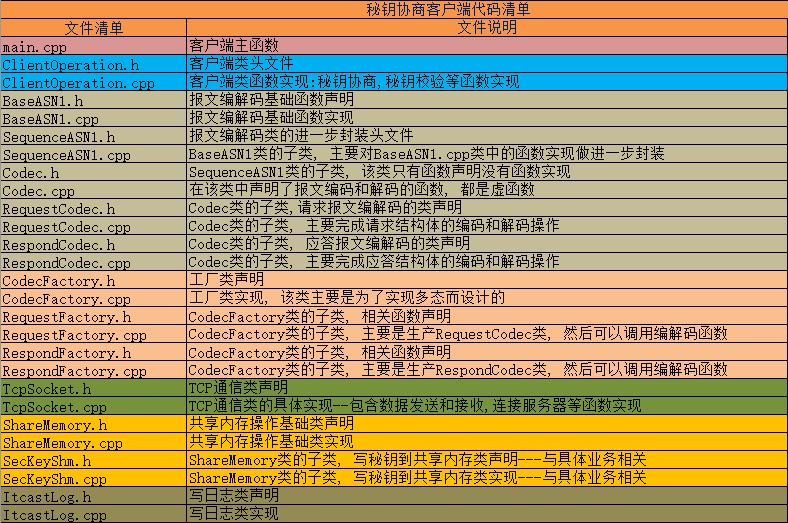 秘钥协商客户端代码清单
文件清单 文件说明
main.cpp 客户端主函数
ClientOperation.h 客户端类头文件
ClientOperation.cpp 客户端类函数实现:秘钥协商,秘钥校验等函数实现
BaseASN1.h 报文编解码基础函数声明
BaseASN1.cpp 报文编解码基础函数实现
SequenceASN1.h 报文编解码类的进一步封装头文件
SequenceASN1.cpp BaseASN1类的子类, 主要对BaseASN1.cpp类中的函数实现做进一步封装
Codec.h SequenceASN1类的子类, 该类只有函数声明没有函数实现
Codec.cpp 在该类中声明了报文编码和解码的函数, 都是虚函数
RequestCodec.h Codec类的子类,请求报文编解码的类声明
RequestCodec.cpp Codec类的子类, 主要完成请求结构体的编码和解码操作
RespondCodec.h Codec类的子类, 应答报文编解码的类声明
RespondCodec.cpp Codec类的子类, 主要完成应答结构体的编码和解码操作
CodecFactory.h 工厂类声明
CodecFactory.cpp 工厂类实现, 该类主要是为了实现多态而设计的
RequestFactory.h CodecFactory类的子类, 相关函数声明
RequestFactory.cpp CodecFactory类的子类, 主要是生产RequestCodec类, 然后可以调用编解码函数
RespondFactory.h CodecFactory类的子类, 相关函数声明
RespondFactory.cpp CodecFactory类的子类, 主要是生产RespondCodec类, 然后可以调用编解码函数
TcpSocket.h TCP通信类声明
TcpSocket.cpp TCP通信类的具体实现--包含数据发送和接收,连接服务器等函数实现
ShareMemory.h 共享内存操作基础类声明
ShareMemory.cpp 共享内存操作基础类实现
SecKeyShm.h ShareMemory类的子类, 写秘钥到共享内存类声明---与具体业务相关
SecKeyShm.cpp ShareMemory类的子类, 写秘钥到共享内存类实现---与具体业务相关
ItcastLog.h 写日志类声明
ItcastLog.cpp 写日志类实现